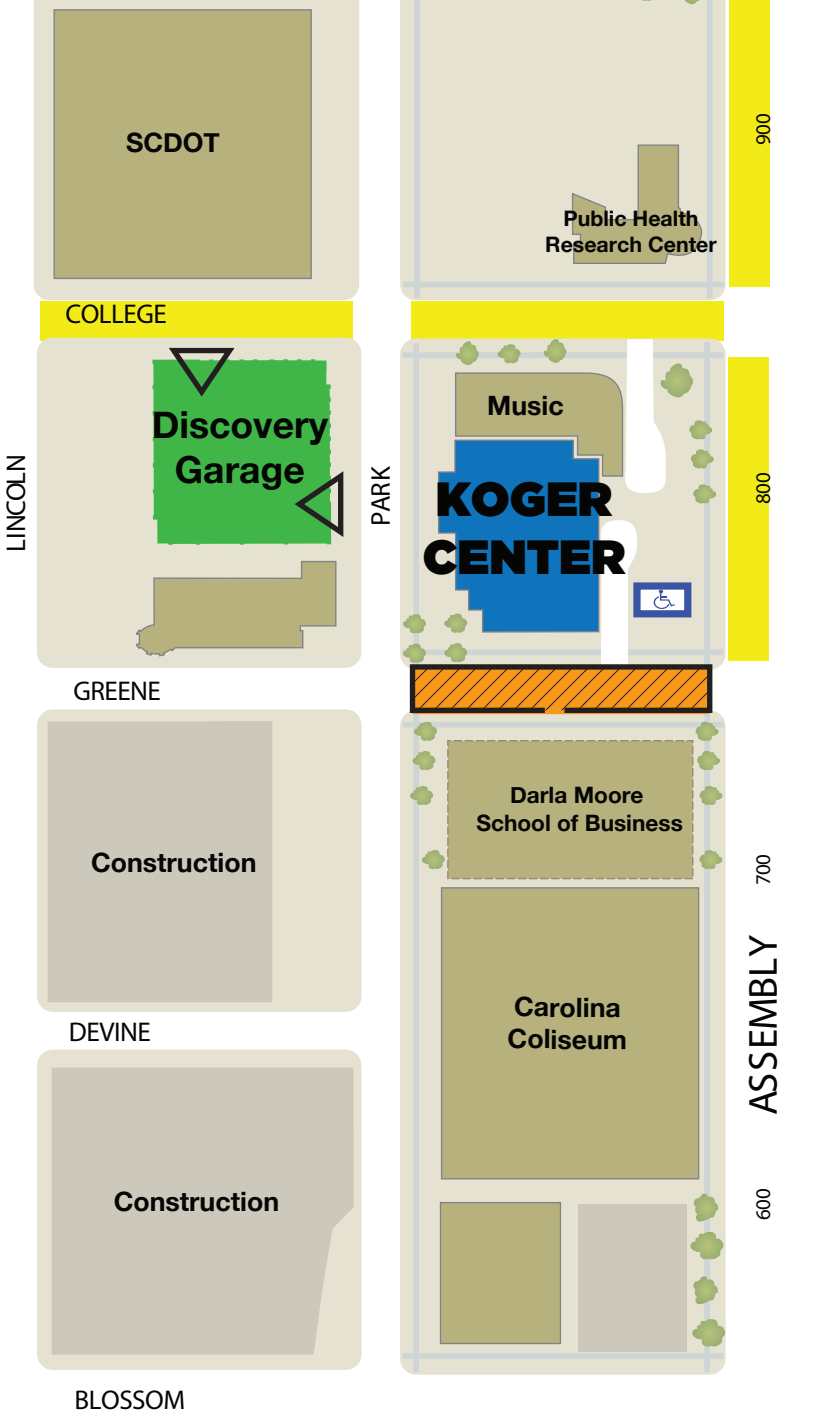 900
SCDOT
Public Health
Research Center
COLLEGE
Music
Discovery
Garage
LINCOLN
PARK
KOGER
CENTER
800
GREENE
Darla Moore
School of Business
Construction
700
ASSEMBLY
Carolina
Coliseum
DEVINE
Construction
600
BLOSSOM